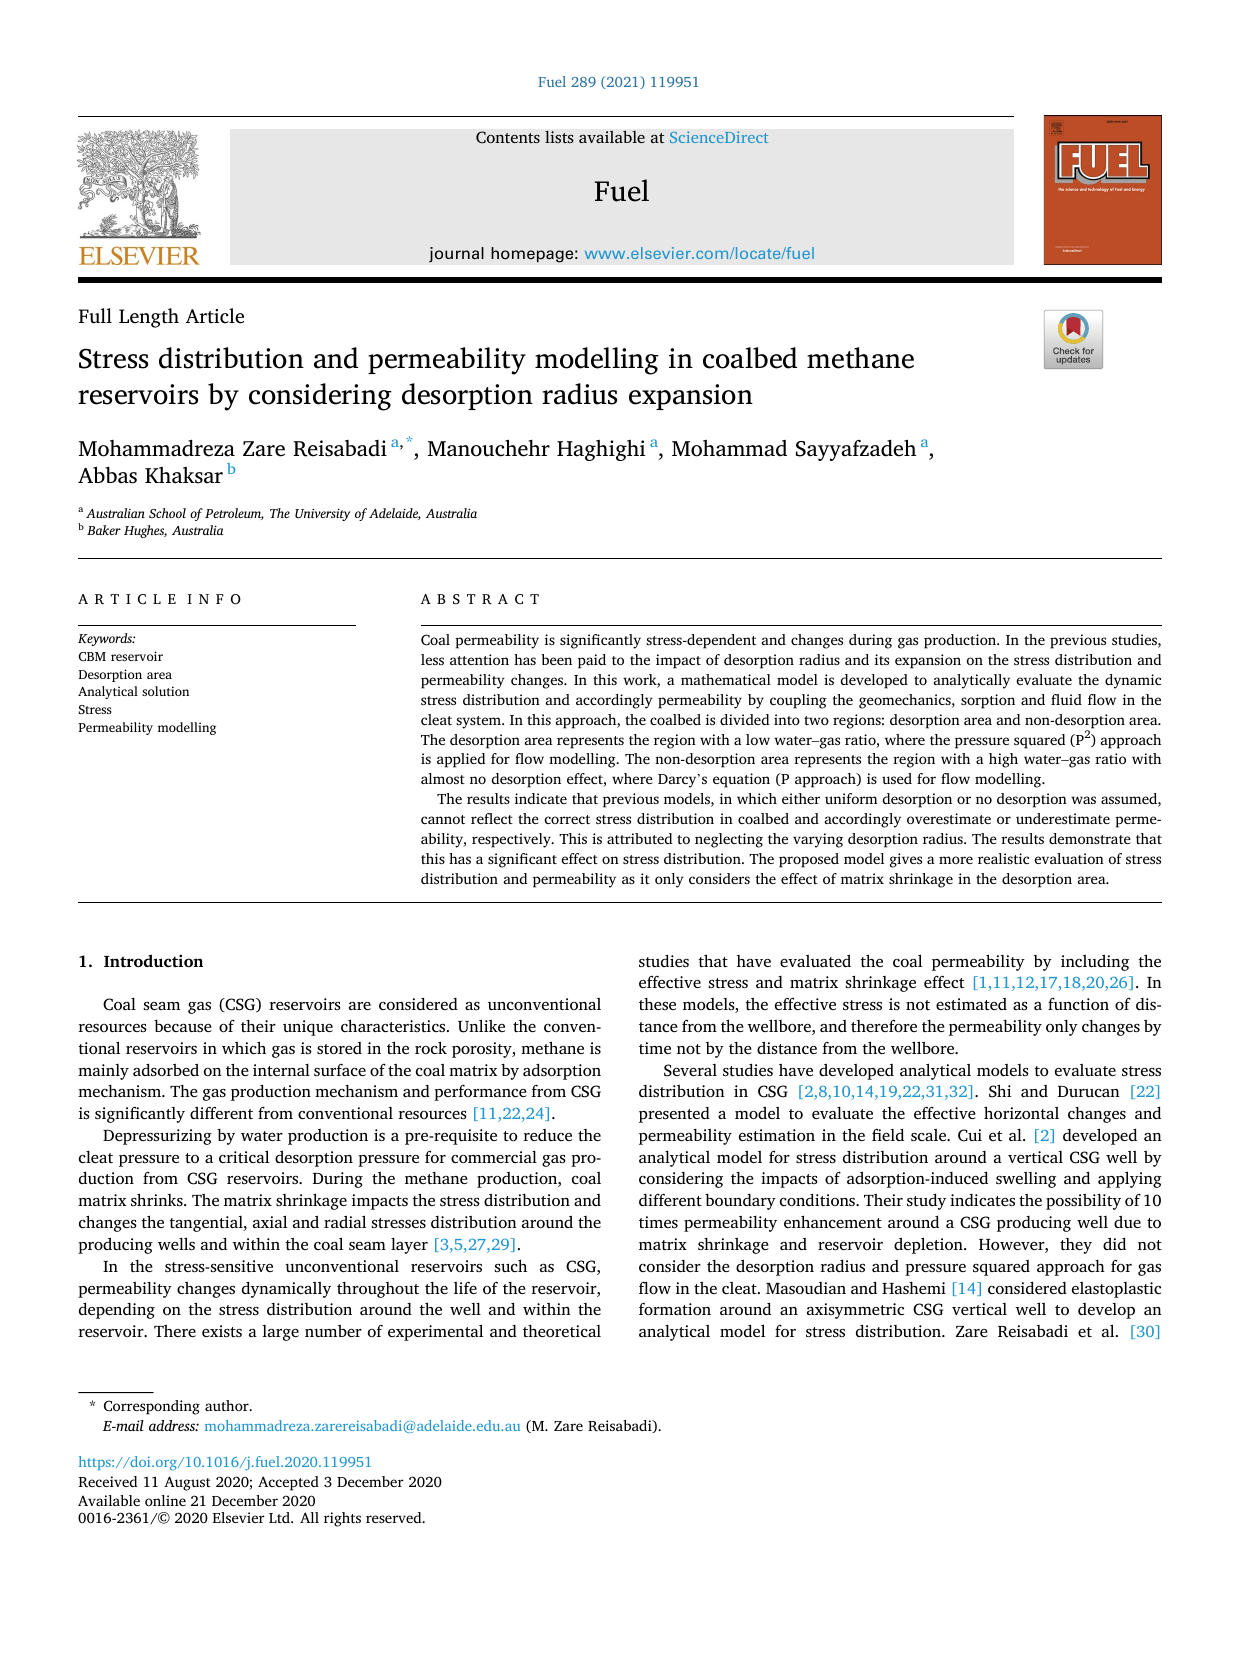 Fuel 289 (2021) 119951
Contents lists available at ScienceDirect
Fuel
journal homepage: www.elsevier.com/locate/fuel
ELSEVIER
FUEL
Full Length Article
Check for
updates
Stress distribution and permeability modelling in coalbed methane
reservoirs by considering desorption radius expansion
Mohammadreza Zare Reisabadi a,*, Manouchehr Haghighi a, Mohammad Sayyafzadeh a,
Abbas Khaksar b
a Australian School of Petroleum, The University of Adelaide, Australia
b Baker Hughes, Australia
A R T I C L E I N F O
Keywords:
CBM reservoir
Desorption area
Analytical solution
Stress
Permeability modelling
A B S T R A C T
Coal permeability is significantly stress-dependent and changes during gas production. In the previous studies,
less attention has been paid to the impact of desorption radius and its expansion on the stress distribution and
permeability changes. In this work, a mathematical model is developed to analytically evaluate the dynamic
stress distribution and accordingly permeability by coupling the geomechanics, sorption and fluid flow in the
cleat system. In this approach, the coalbed is divided into two regions: desorption area and non-desorption area.
The desorption area represents the region with a low water–gas ratio, where the pressure squared (P²) approach
is applied for flow modelling. The non-desorption area represents the region with a high water–gas ratio with
almost no desorption effect, where Darcy's equation (P approach) is used for flow modelling.
The results indicate that previous models, in which either uniform desorption or no desorption was assumed,
cannot reflect the correct stress distribution in coalbed and accordingly overestimate or underestimate perme-
ability, respectively. This is attributed to neglecting the varying desorption radius. The results demonstrate that
this has a significant effect on stress distribution. The proposed model gives a more realistic evaluation of stress
distribution and permeability as it only considers the effect of matrix shrinkage in the desorption area.
1. Introduction
Coal seam gas (CSG) reservoirs are considered as unconventional
resources because of their unique characteristics. Unlike the conven-
tional reservoirs in which gas is stored in the rock porosity, methane is
mainly adsorbed on the internal surface of the coal matrix by adsorption
mechanism. The gas production mechanism and performance from CSG
is significantly different from conventional resources [11,22,24].
Depressurizing by water production is a pre-requisite to reduce the
cleat pressure to a critical desorption pressure for commercial gas pro-
duction from CSG reservoirs. During the methane production, coal
matrix shrinks. The matrix shrinkage impacts the stress distribution and
changes the tangential, axial and radial stresses distribution around the
producing wells and within the coal seam layer [3,5,27,29].
In the stress-sensitive unconventional reservoirs such as CSG,
permeability changes dynamically throughout the life of the reservoir,
depending on the stress distribution around the well and within the
reservoir. There exists a large number of experimental and theoretical
studies that have evaluated the coal permeability by including the
effective stress and matrix shrinkage effect [1,11,12,17,18,20,26]. In
these models, the effective stress is not estimated as a function of dis-
tance from the wellbore, and therefore the permeability only changes by
time not by the distance from the wellbore.
Several studies have developed analytical models to evaluate stress
distribution in CSG [2,8,10,14,19,22,31,32]. Shi and Durucan [22]
presented a model to evaluate the effective horizontal changes and
permeability estimation in the field scale. Cui et al. [2] developed an
analytical model for stress distribution around a vertical CSG well by
considering the impacts of adsorption-induced swelling and applying
different boundary conditions. Their study indicates the possibility of 10
times permeability enhancement around a CSG producing well due to
matrix shrinkage and reservoir depletion. However, they did not
consider the desorption radius and pressure squared approach for gas
flow in the cleat. Masoudian and Hashemi [14] considered elastoplastic
formation around an axisymmetric CSG vertical well to develop an
analytical model for stress distribution. Zare Reisabadi et al. [30]
* Corresponding author.
E-mail address: mohammadreza.zarereisabadi@adelaide.edu.au (M. Zare Reisabadi).
https://doi.org/10.1016/j.fuel.2020.119951
Received 11 August 2020; Accepted 3 December 2020
Available online 21 December 2020
0016-2361/© 2020 Elsevier Ltd. All rights reserved.